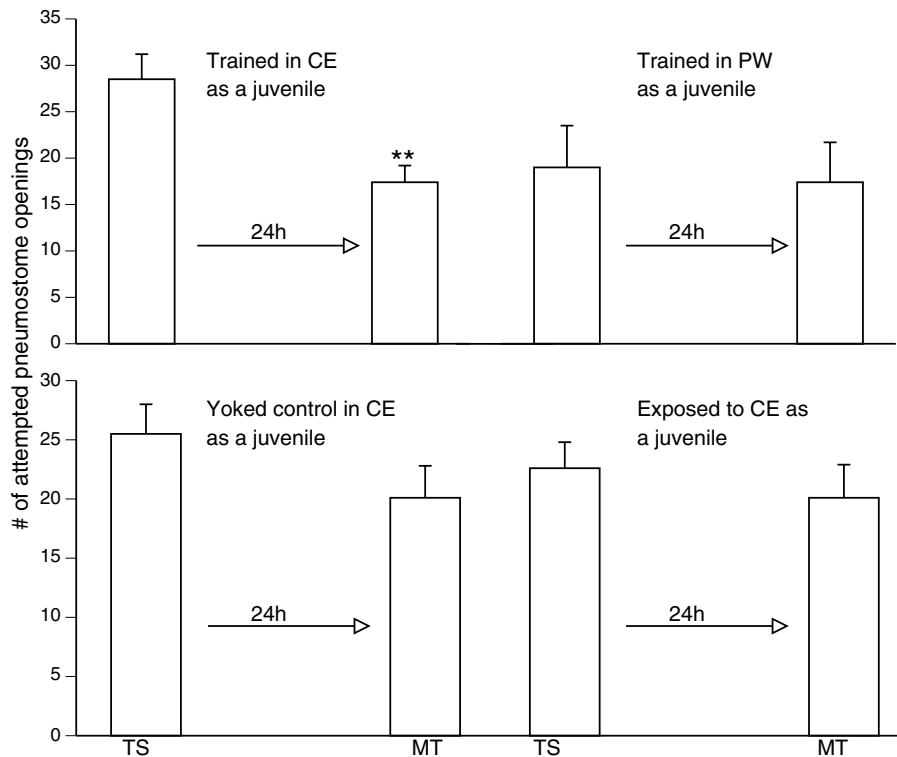 # of attempted pneumostome openings
35
30
25
20
15
10
5
0
Trained in CE
as a juvenile
24h
**
Trained in PW
as a juvenile
24h
30
25
20
15
10
5
0
Yoked control in CE
as a juvenile
24h
Exposed to CE as
a juvenile
24h
TS MT TS MT